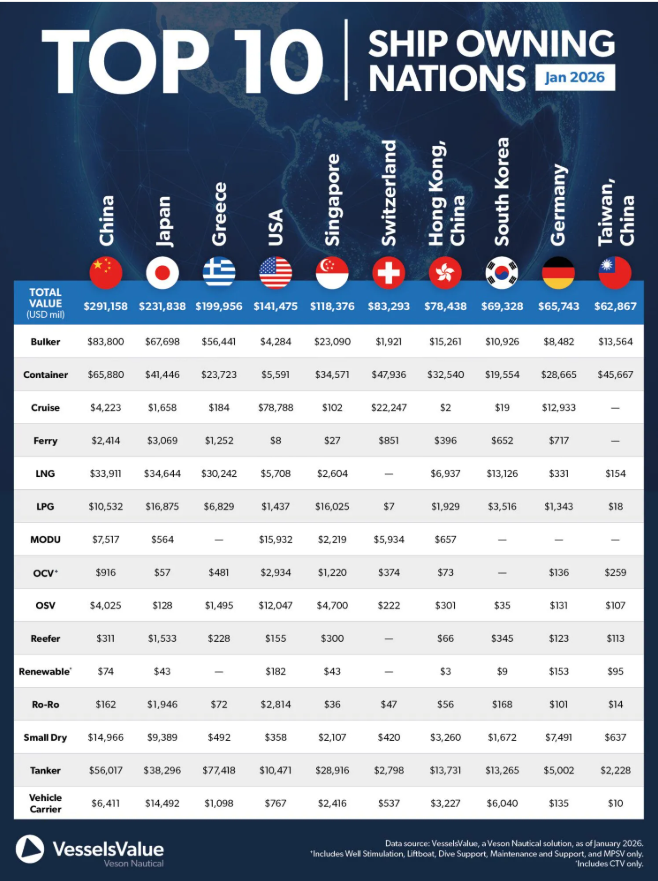 TOP 10
SHIP OWNING
NATIONS Jan 2026
China
Japan
Greece
USA
Singapore
Switzerland
Hong Kong,
China
South Korea
Germany
Taiwan,
China
TOTAL
VALUE
(USD mil)
$291,158 $231,838 $199,956 $141,475 $118,376 $83,293 $78,438 $69,328 $65,743 $62,867
Bulker $83,800 $67,698 $56,441 $4,284 $23,090 $1,921 $15,261 $10,926 $8,482 $13,564
Container $65,880 $41,446 $23,723 $5,591 $34,571 $47,936 $32,540 $19,554 $28,665 $45,667
Cruise $4,223 $1,658 $184 $78,788 $102 $22,247 $2 $19 $12,933 —
Ferry $2,414 $3,069 $1,252 $8 $27 $851 $396 $652 $717 —
LNG $33,911 $34,644 $30,242 $5,708 $2,604 — $6,937 $13,126 $331 $154
LPG $10,532 $16,875 $6,829 $1,437 $16,025 $7 $1,929 $3,516 $1,343 $18
MODU $7,517 $564 — $15,932 $2,219 $5,934 $657 — — —
OCV* $916 $57 $481 $2,934 $1,220 $374 $73 — $136 $259
OSV $4,025 $128 $1,495 $12,047 $4,700 $222 $301 $35 $131 $107
Reefer $311 $1,533 $228 $155 $300 — $66 $345 $123 $113
Renewable* $74 $43 — $182 $43 — $3 $9 $153 $95
Ro-Ro $162 $1,946 $72 $2,814 $36 $47 $56 $168 $101 $14
Small Dry $14,966 $9,389 $492 $358 $2,107 $420 $3,260 $1,672 $7,491 $637
Tanker $56,017 $38,296 $77,418 $10,471 $28,916 $2,798 $13,731 $13,265 $5,002 $2,228
Vehicle
Carrier
$6,411 $14,492 $1,098 $767 $2,416 $537 $3,227 $6,040 $135 $10
VesselsValue
Veson Nautical
Data source: VesselsValue, a Veson Nautical solution, as of January 2026.
*Includes Well Stimulation, Liftboat, Dive Support, Maintenance and Support, and MPSV only.
*Includes CTV only.